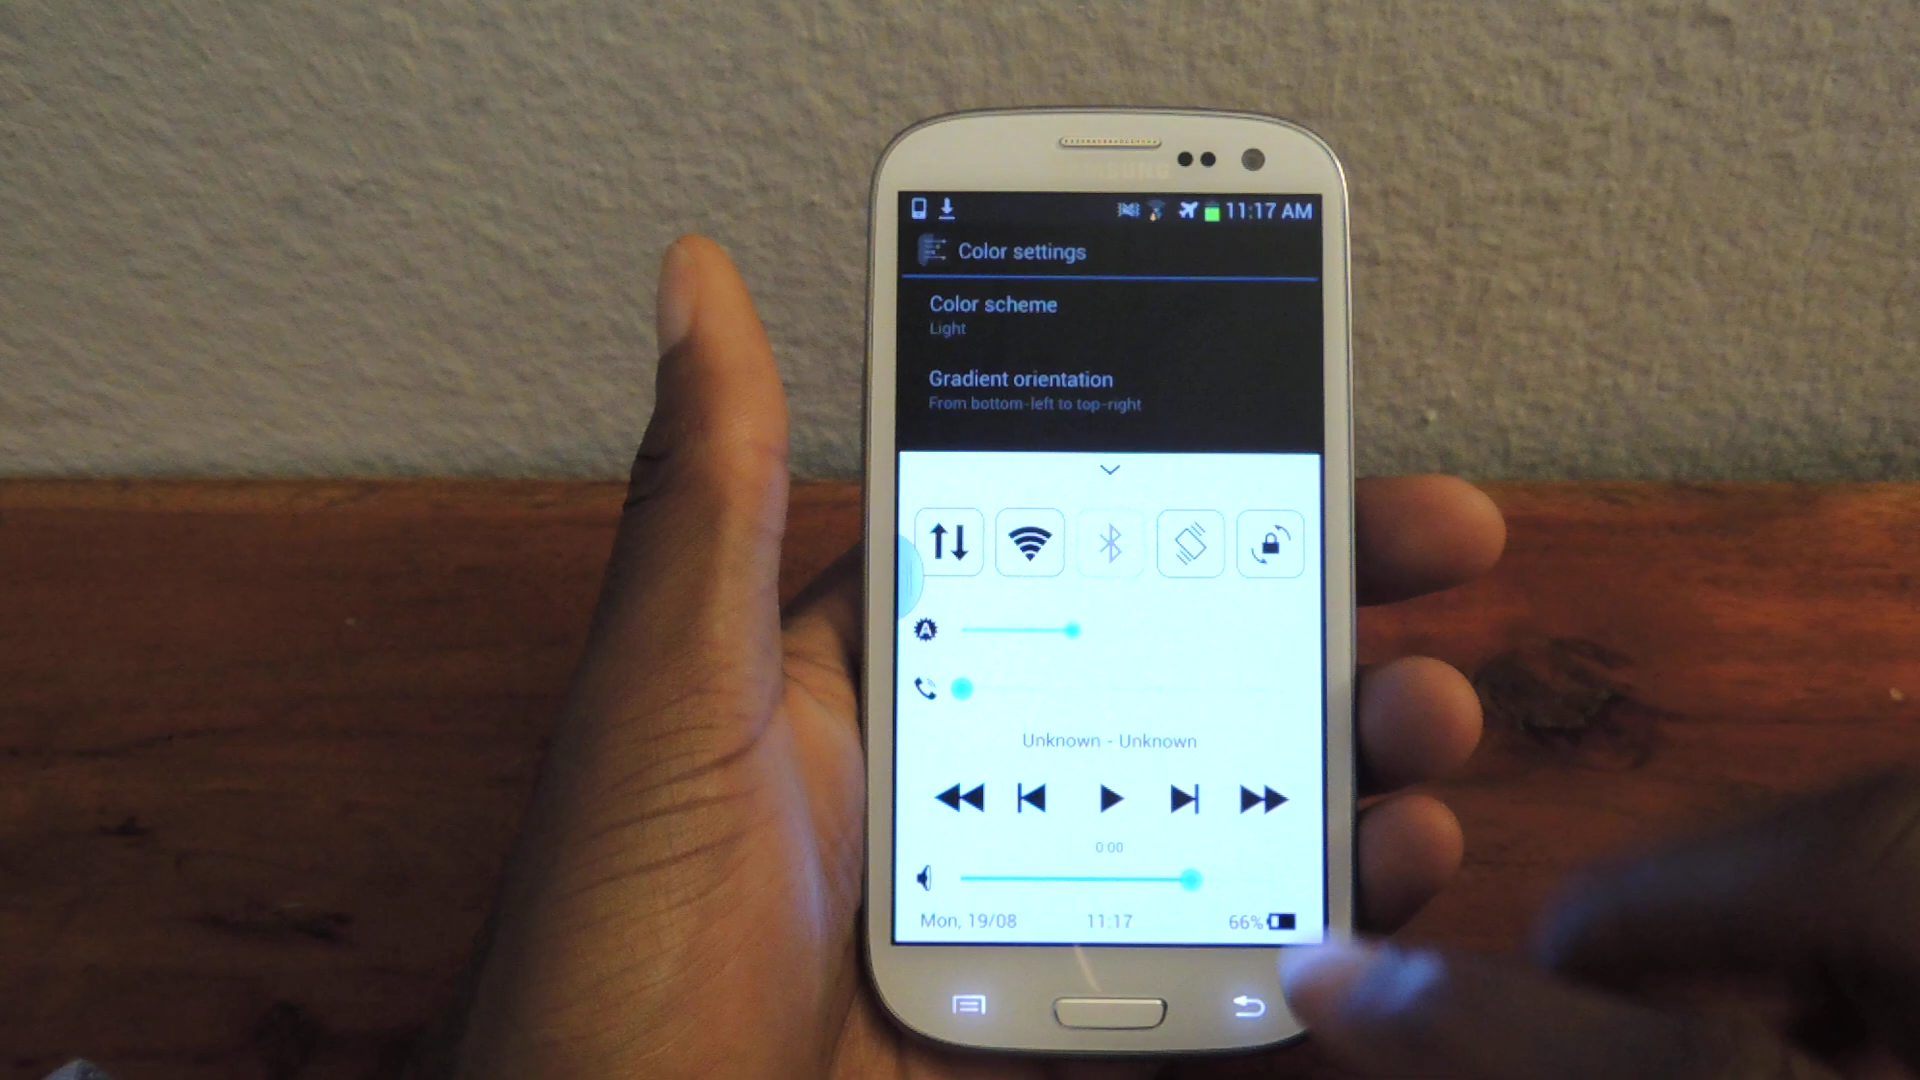 SAMSUNG
11:17 AM
Color settings
Color scheme
Light
Gradient orientation
From bottom-left to top-right
A
Unknown - Unknown
0:00
Mon, 19/08 11:17 66%